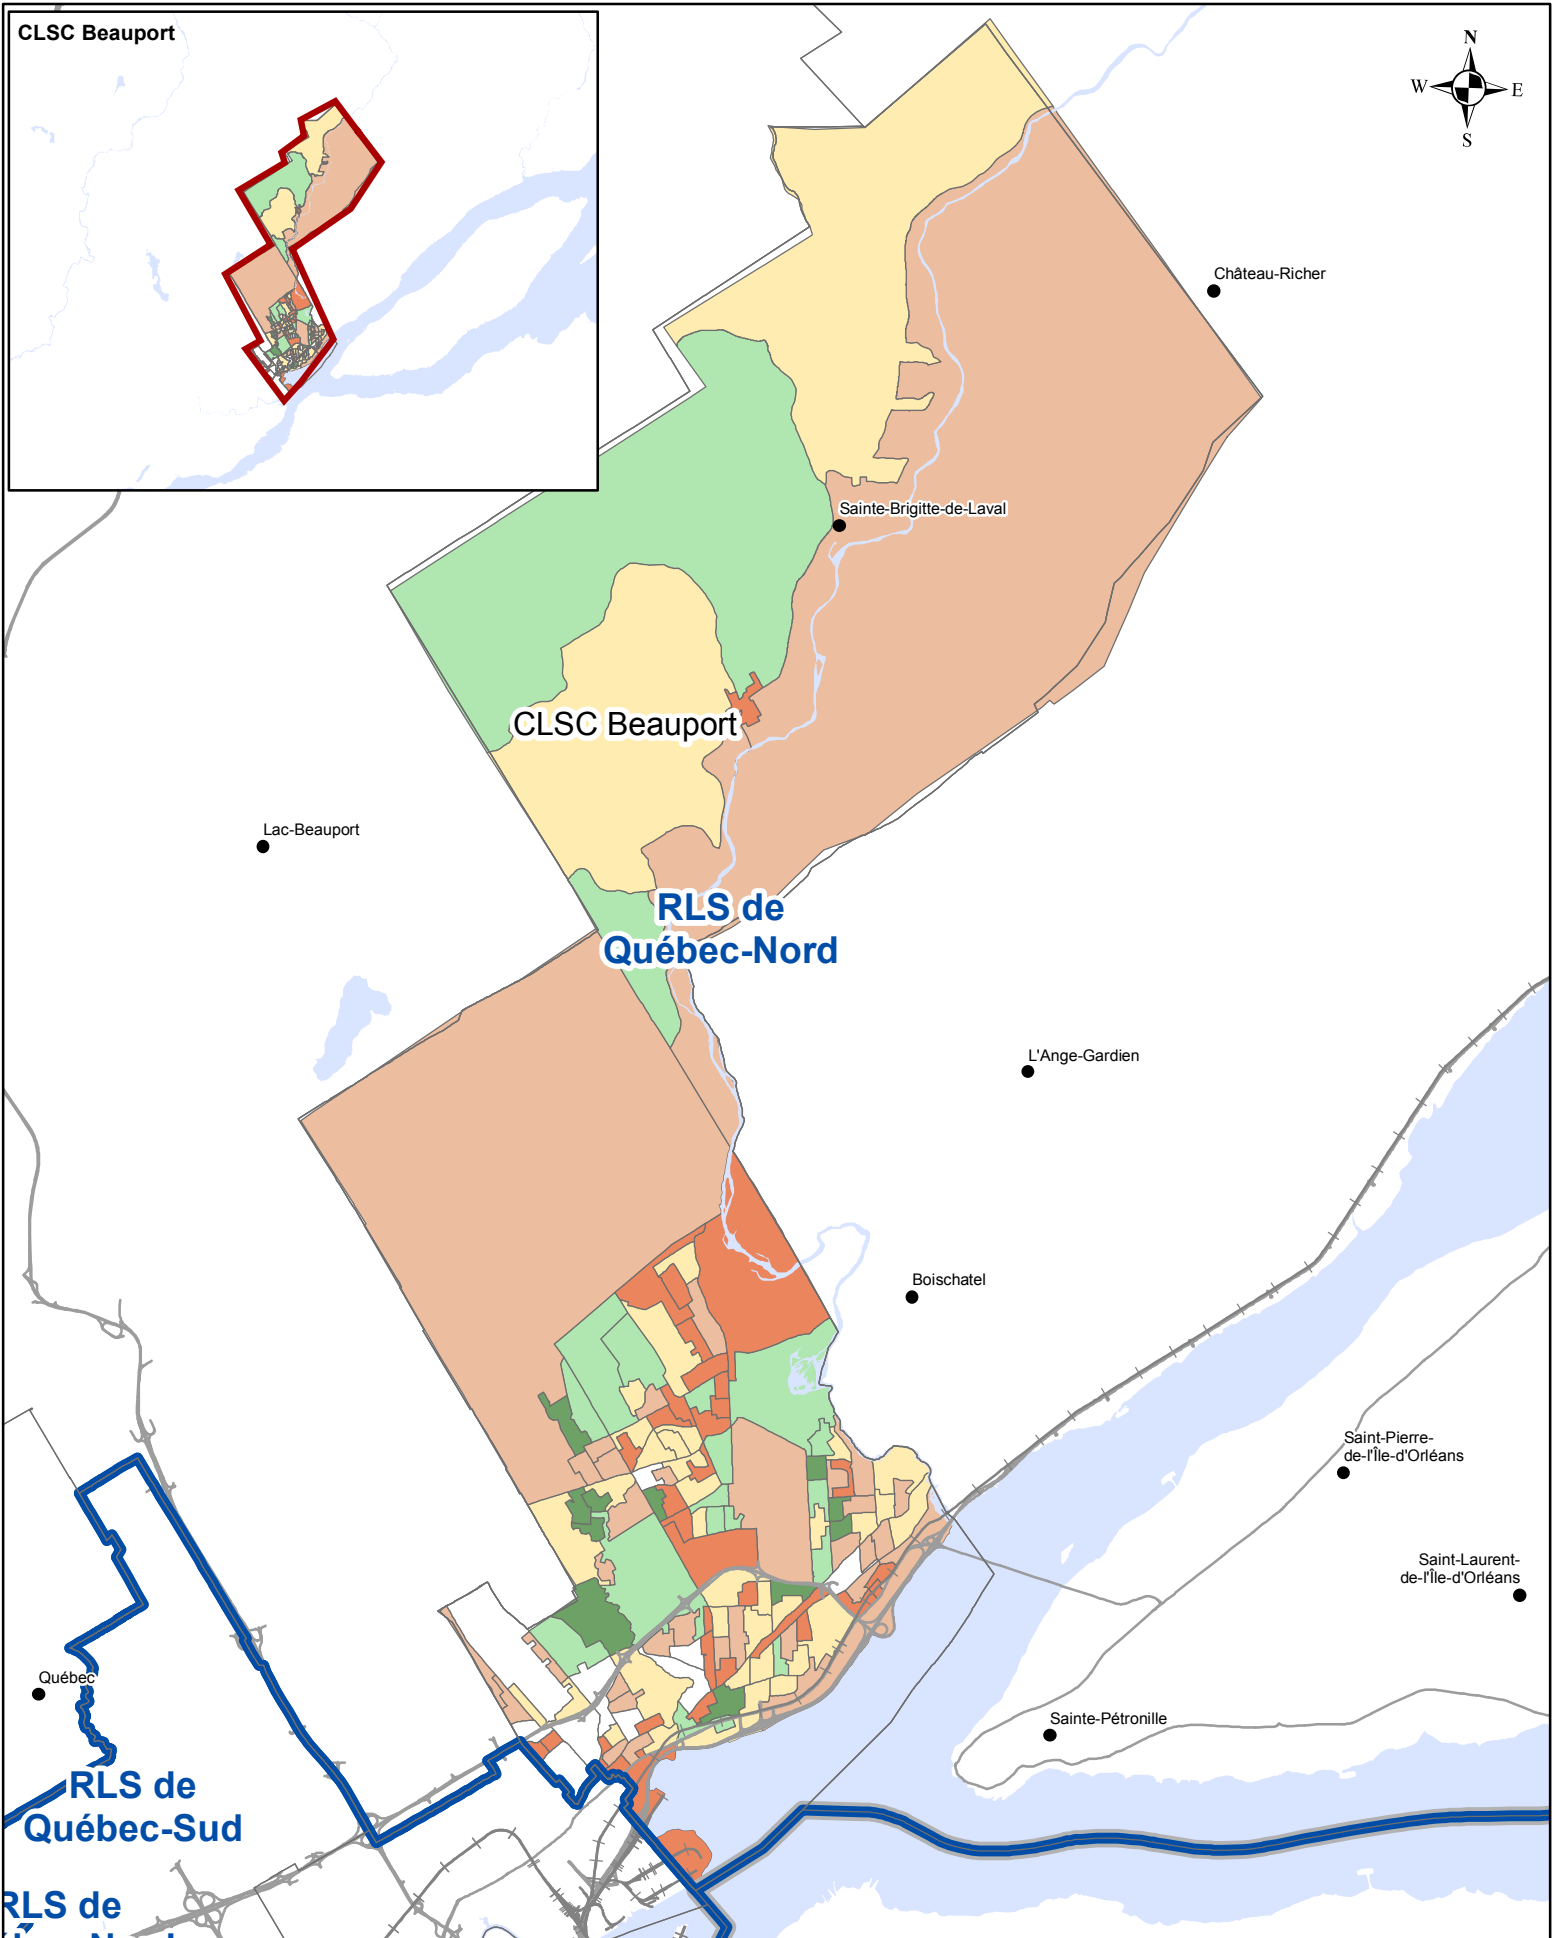 CLSC Beauport
N
W
E
S
Château-Richer
Sainte-Brigitte-de-Laval
CLSC Beauport
Lac-Beauport
RLS de
Québec-Nord
L'Ange-Gardien
Boischatel
Saint-Pierre-
de-l'Île-d'Orléans
Saint-Laurent-
de-l'Île-d'Orléans
Québec
Sainte-Pétronille
RLS de
Québec-Sud
RLS de